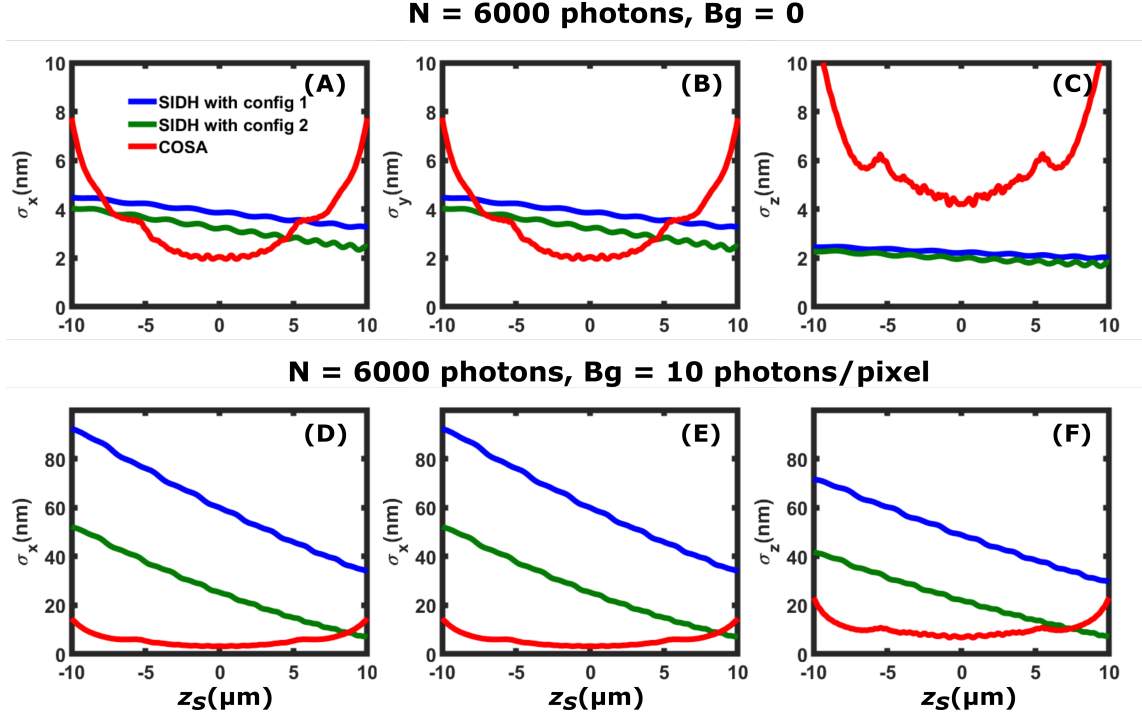 N = 6000 photons, Bg = 0
10
8
6
4
2
0
σx(nm)
(A)
SIDH with config 1
SIDH with config 2
COSA
-10 -5 0 5 10
10
8
6
4
2
0
σy(nm)
(B)
-10 -5 0 5 10
10
8
6
4
2
0
σz(nm)
(C)
-10 -5 0 5 10
N = 6000 photons, Bg = 10 photons/pixel
80
60
40
20
0
σx(nm)
(D)
-10 -5 0 5 10
zS(μm)
80
60
40
20
0
σx(nm)
(E)
-10 -5 0 5 10
zS(μm)
80
60
40
20
0
σz(nm)
(F)
-10 -5 0 5 10
zS(μm)